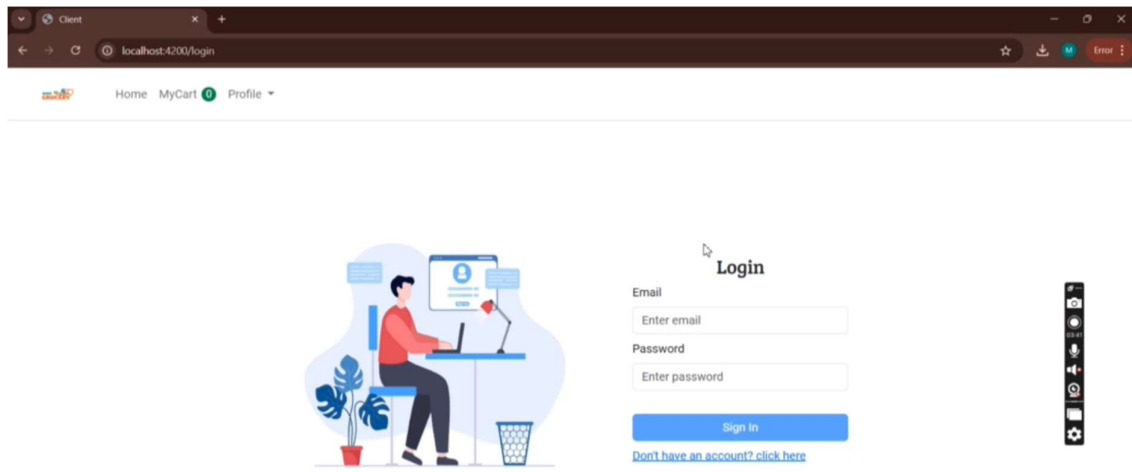 Client
localhost:4200/login
Error
Home MyCart 0 Profile
Login
Email
Enter email
Password
Enter password
Sign In
Don't have an account? click here